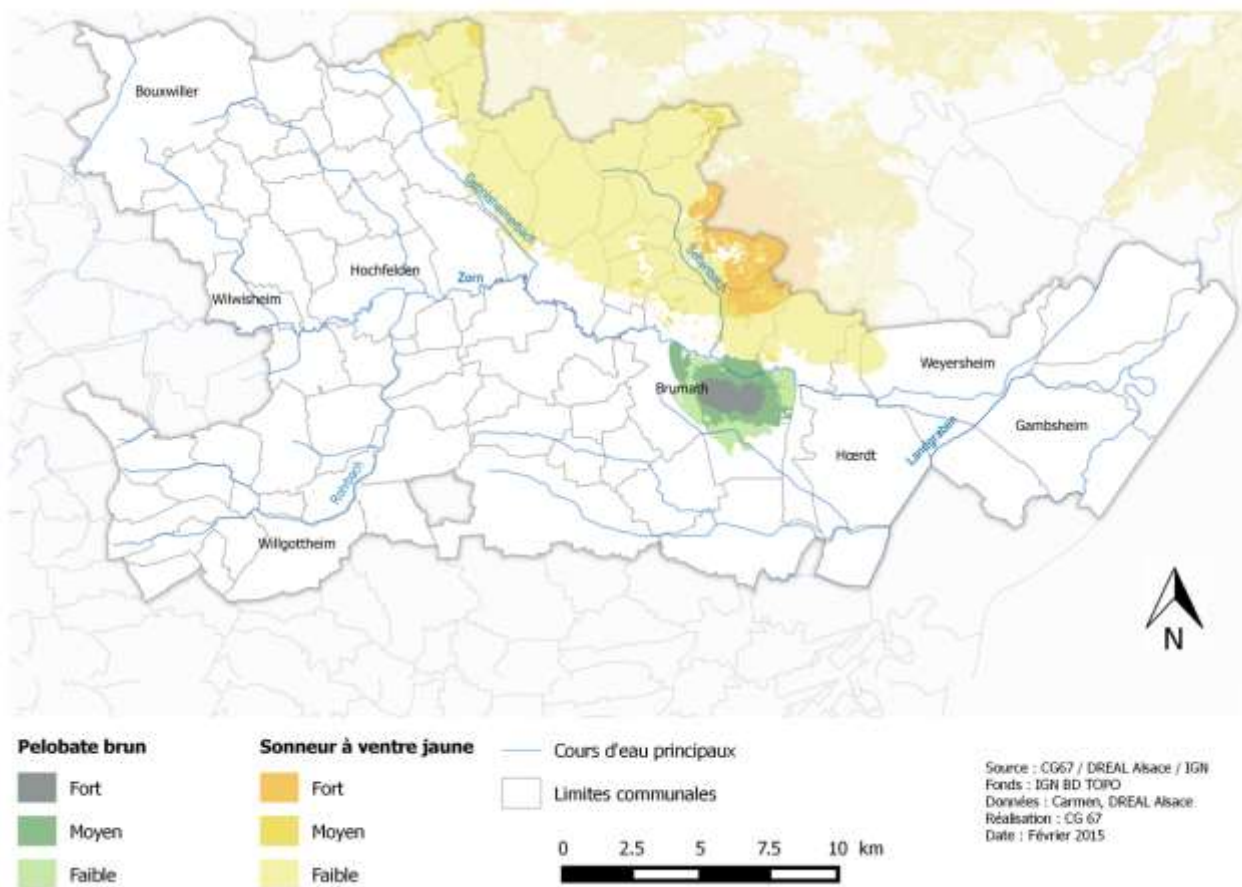 Bouxwiller
Hochfelden
Zorn
Wilwisheim
Brumath
Weyersheim
Gambsheim
Landgraben
Hœrdt
Rohrbach
Willgottheim
N
Pelobate brun
Fort
Moyen
Faible
Sonneur à ventre jaune
Fort
Moyen
Faible
Cours d'eau principaux
Limites communales
0 2.5 5 7.5 10 km
Source : CG67 / DREAL Alsace / IGN
Fonds : IGN BD TOPO
Données : Carmen, DREAL Alsace
Réalisation : CG 67
Date : Février 2015